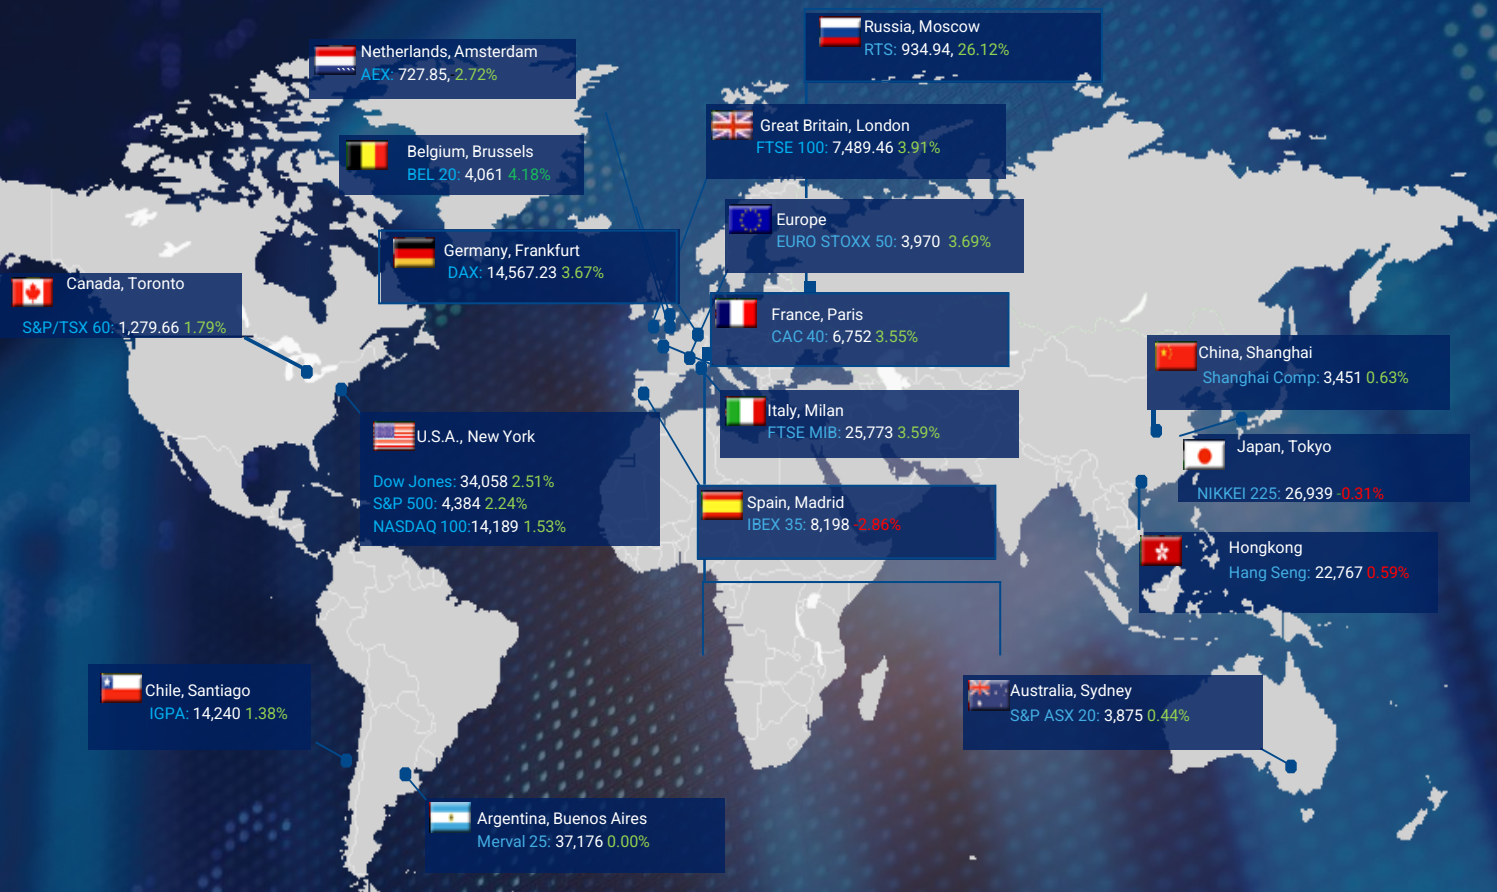 Russia, Moscow
RTS: 934.94, 26.12%
Netherlands, Amsterdam
AEX: 727.85, -2.72%
Great Britain, London
FTSE 100: 7,489.46 3.91%
Belgium, Brussels
BEL 20: 4,061 4.18%
Europe
EURO STOXX 50: 3,970 3.69%
Germany, Frankfurt
DAX: 14,567.23 3.67%
Canada, Toronto
S&P/TSX 60: 1,279.66 1.79%
France, Paris
CAC 40: 6,752 3.55%
China, Shanghai
Shanghai Comp: 3,451 0.63%
Italy, Milan
FTSE MIB: 25,773 3.59%
U.S.A., New York
Dow Jones: 34,058 2.51%
S&P 500: 4,384 2.24%
NASDAQ 100:14,189 1.53%
Japan, Tokyo
NIKKEI 225: 26,939 -0.31%
Spain, Madrid
IBEX 35: 8,198 -2.86%
Hongkong
Hang Seng: 22,767 0.59%
Chile, Santiago
IGPA: 14,240 1.38%
Australia, Sydney
S&P ASX 20: 3,875 0.44%
Argentina, Buenos Aires
Merval 25: 37,176 0.00%